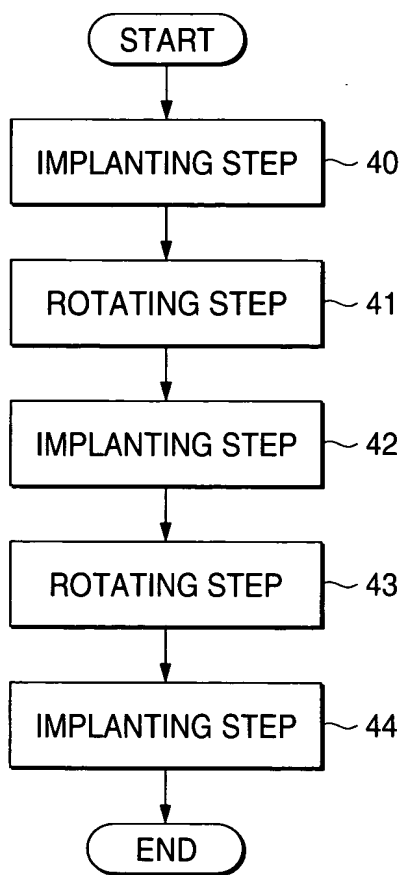 START
IMPLANTING STEP ~ 40
ROTATING STEP ~ 41
IMPLANTING STEP ~ 42
ROTATING STEP ~ 43
IMPLANTING STEP ~ 44
END